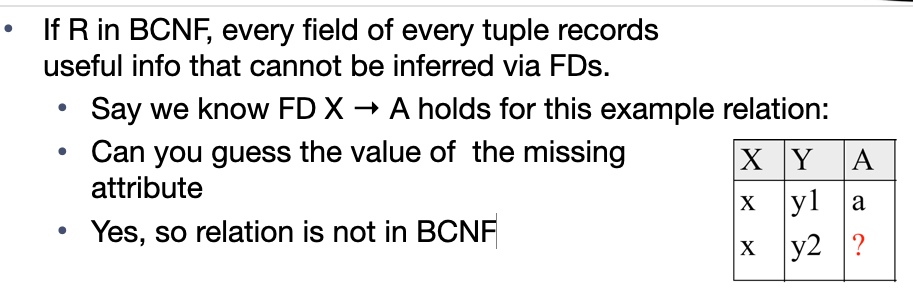 • If R in BCNF, every field of every tuple records
useful info that cannot be inferred via FDs.
• Say we know FD X → A holds for this example relation:
• Can you guess the value of the missing
attribute
• Yes, so relation is not in BCNF
X Y A
x y1 a
x y2 ?